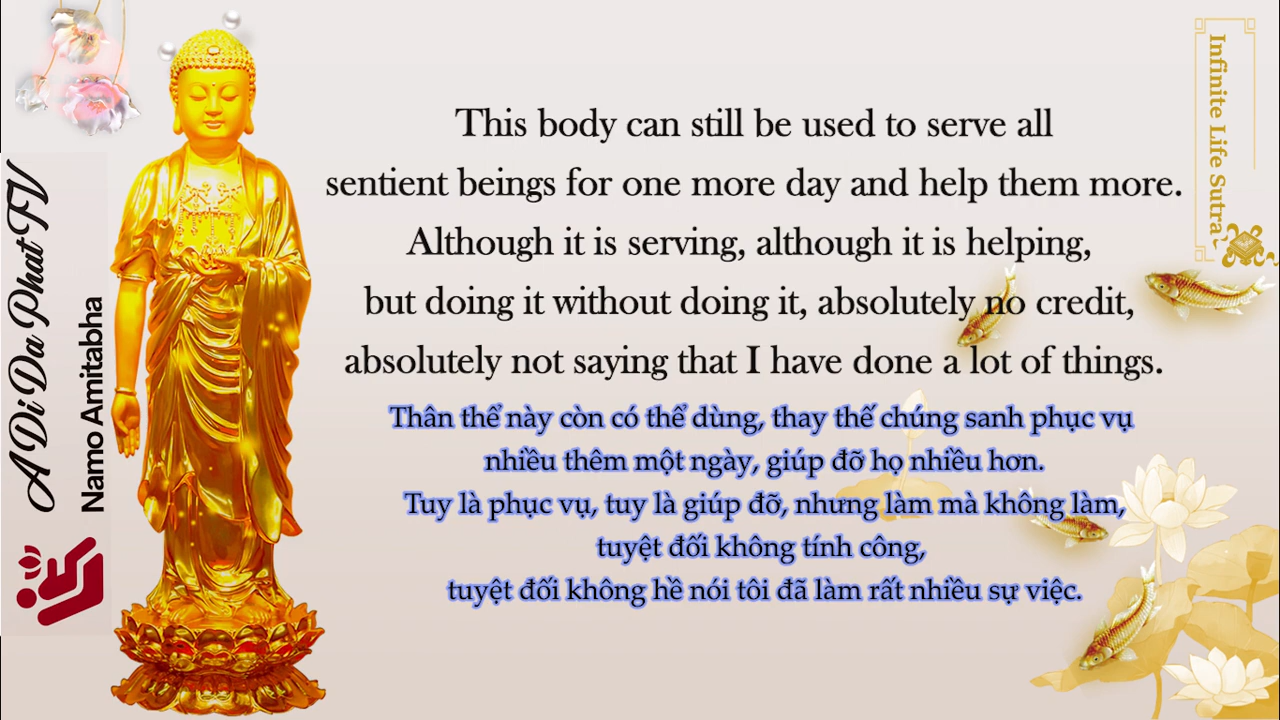 This body can still be used to serve all
sentient beings for one more day and help them more.
Although it is serving, although it is helping,
but doing it without doing it, absolutely no credit,
absolutely not saying that I have done a lot of things.
Thân thể này còn có thể dùng, thay thế chúng sanh phục vụ
nhiều thêm một ngày, giúp đỡ họ nhiều hơn.
Tuy là phục vụ, tuy là giúp đỡ, nhưng làm mà không làm,
tuyệt đối không tính công,
tuyệt đối không hề nói tôi đã làm rất nhiều sự việc.
A Di Da Phat TV
Namo Amitabha
Infinite Life Sutra